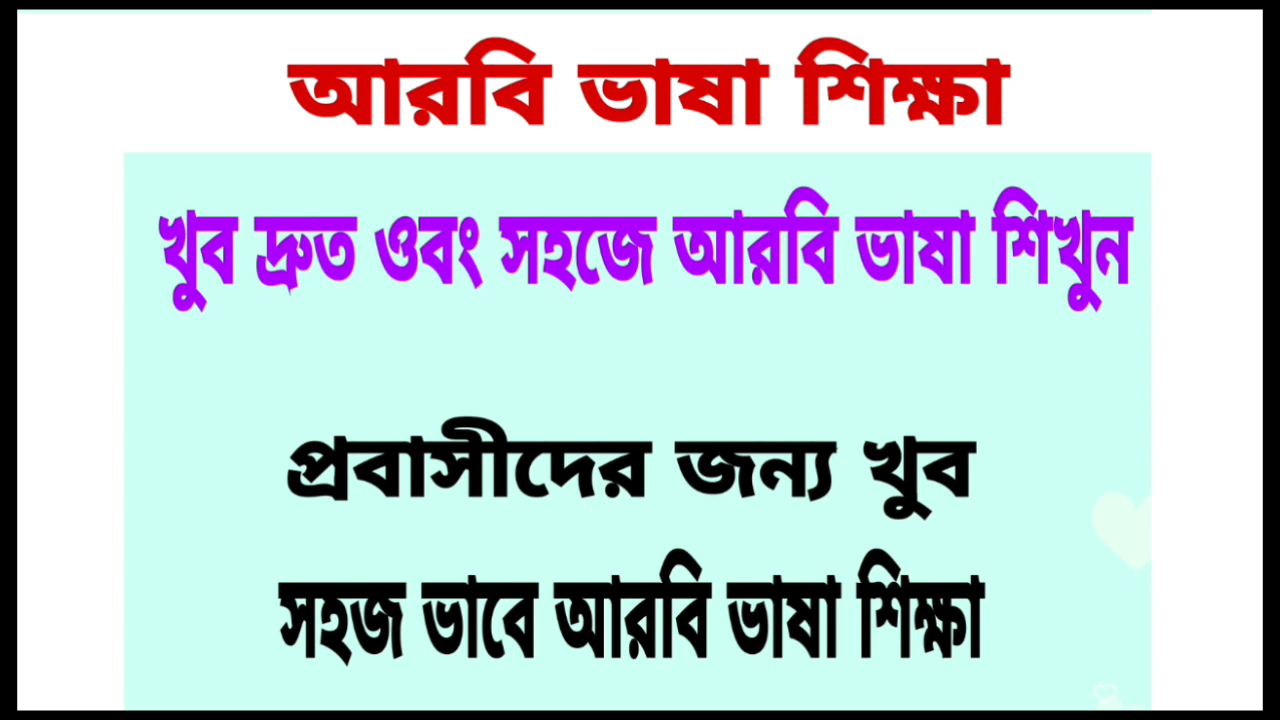 আরবি ভাষা শিক্ষা
খুব দ্রুত ওবং সহজে আরবি ভাষা শিখুন
প্রবাসীদের জন্য খুব
সহজ ভাবে আরবি ভাষা শিক্ষা